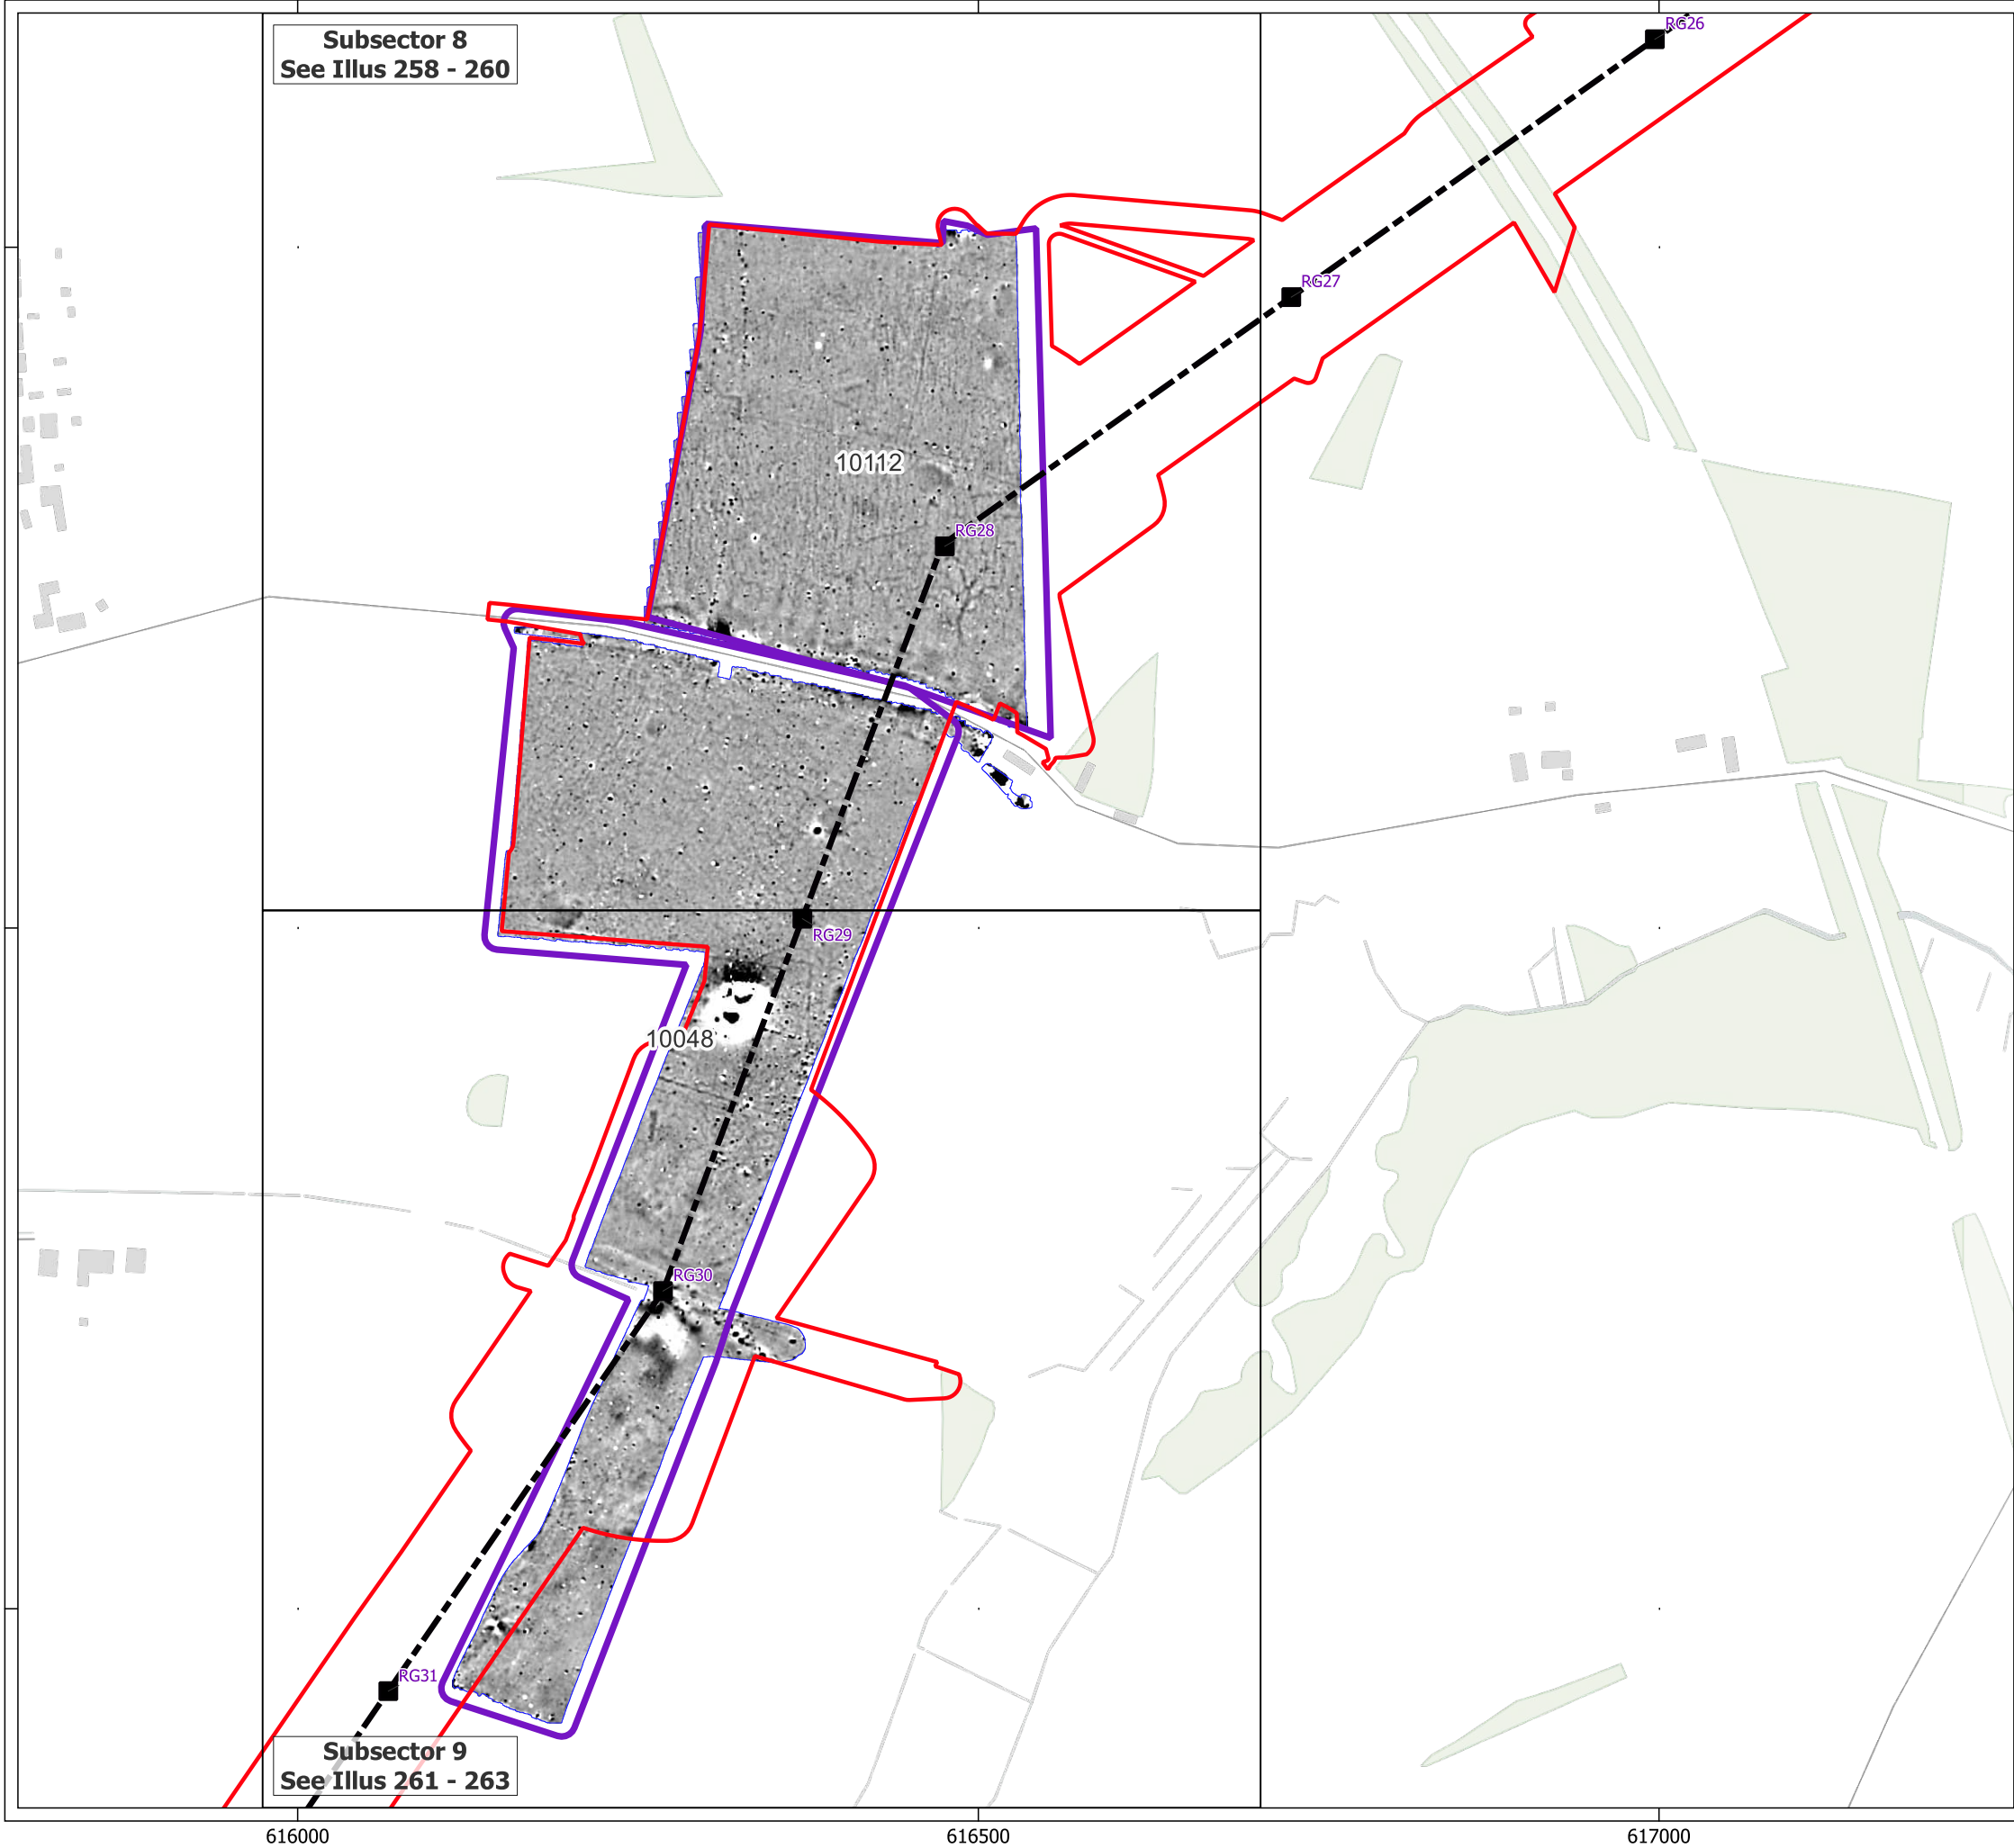 Subsector 8
See Illus 258 - 260
RG26
RG27
10112
RG28
RG29
10048
RG30
RG31
Subsector 9
See Illus 261 - 263
616000
616500
617000